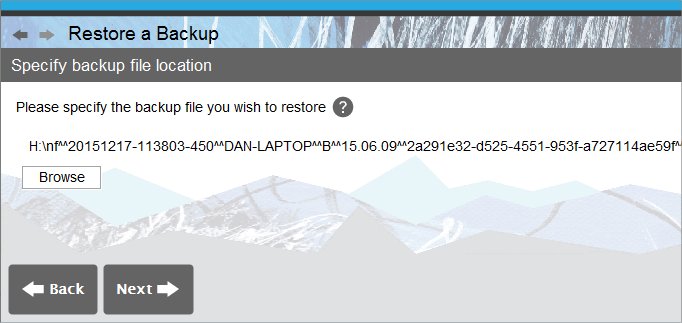 Restore a Backup
Specify backup file location
Please specify the backup file you wish to restore ?
H:\nf^^20151217-113803-450^^DAN-LAPTOP^^B^^15.06.09^^2a291e32-d525-4551-953f-a727114ae59f^^
Browse
Back Next